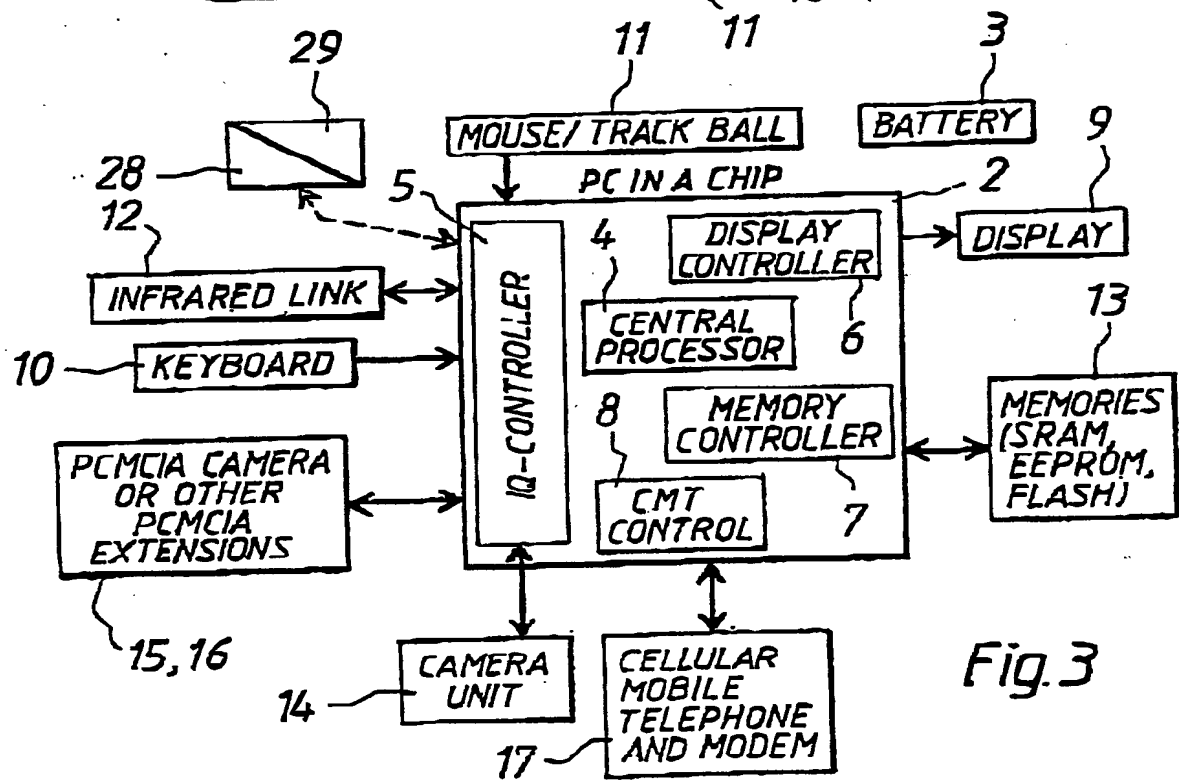 11
29
11
3
MOUSE/ TRACK BALL
BATTERY
9
28
5
PC IN A CHIP
2
12
4
DISPLAY
CONTROLLER
DISPLAY
INFRARED LINK
IQ-CONTROLLER
CENTRAL
PROCESSOR
6
13
10
KEYBOARD
8
MEMORY
CONTROLLER
MEMORIES
(SRAM,
EEPROM,
FLASH)
PCMCIA CAMERA
OR OTHER
PCMCIA
EXTENSIONS
CMT
CONTROL
7
15,16
14
CAMERA
UNIT
CELLULAR
MOBILE
TELEPHONE
AND MODEM
17
Fig.3